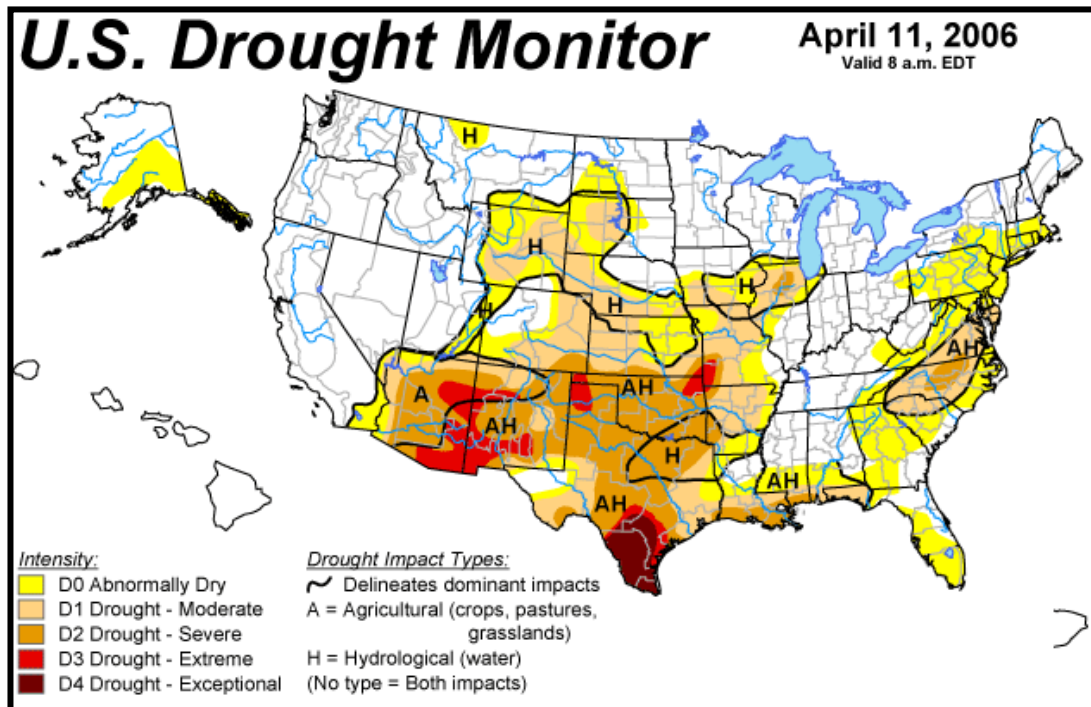 U.S. Drought Monitor
April 11, 2006
Valid 8 a.m. EDT
H
H
H
H
H
A
AH
AH
H
AH
AH
AH
Intensity:
D0 Abnormally Dry
D1 Drought - Moderate
D2 Drought - Severe
D3 Drought - Extreme
D4 Drought - Exceptional
Drought Impact Types:
Delineates dominant impacts
A = Agricultural (crops, pastures,
grasslands)
H = Hydrological (water)
(No type = Both impacts)